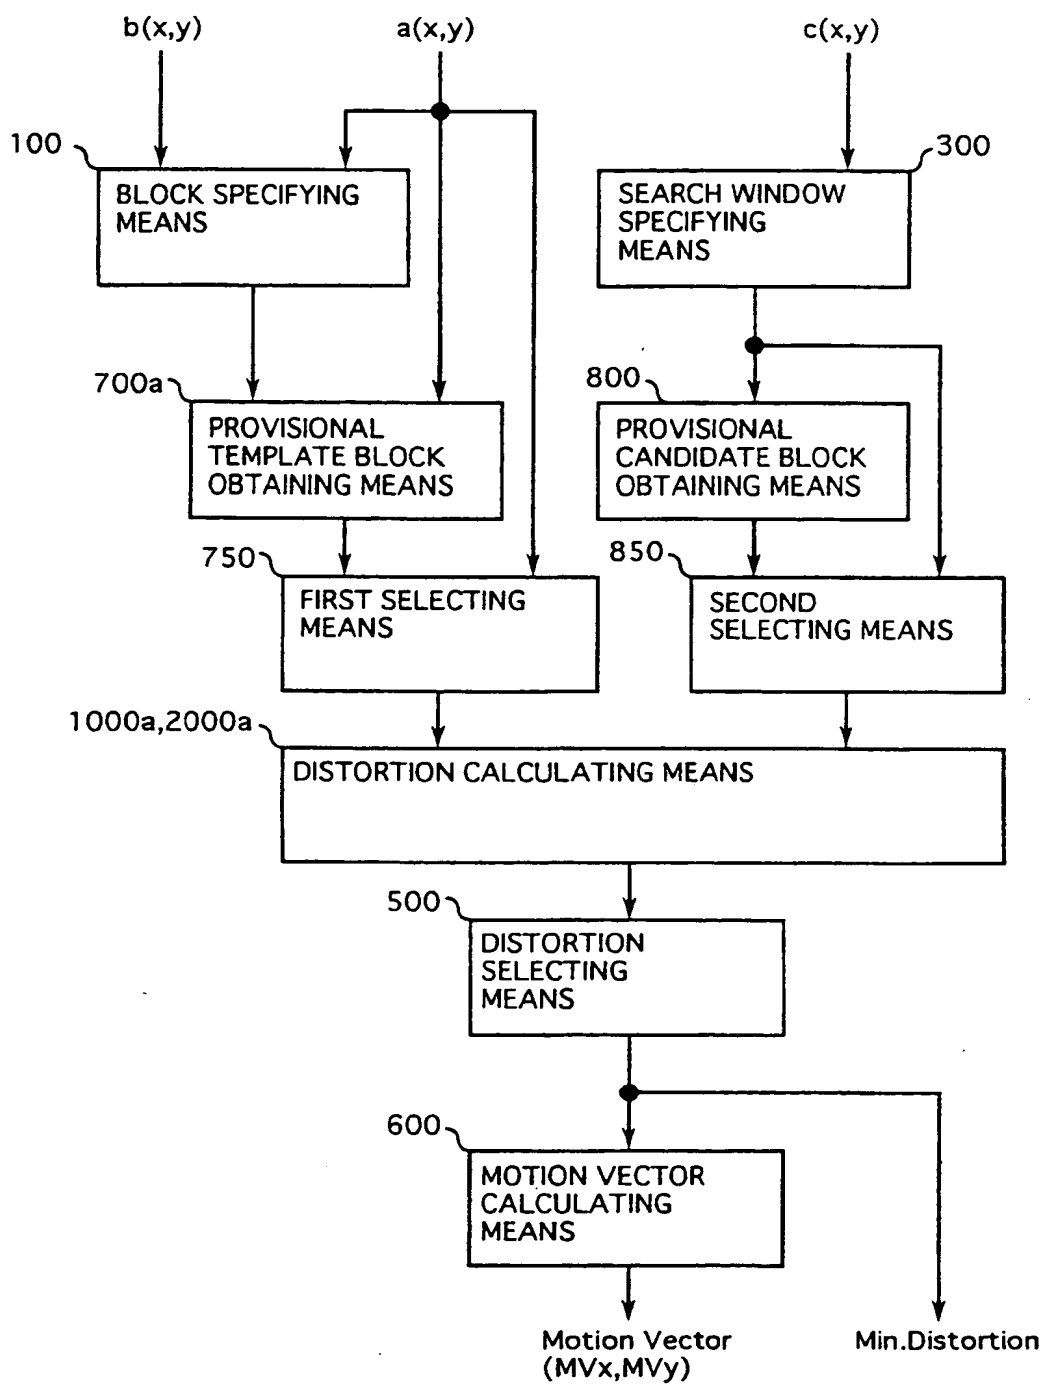 b(x,y)
a(x,y)
c(x,y)
100
BLOCK SPECIFYING
MEANS
300
SEARCH WINDOW
SPECIFYING
MEANS
700a
PROVISIONAL
TEMPLATE BLOCK
OBTAINING MEANS
800
PROVISIONAL
CANDIDATE BLOCK
OBTAINING MEANS
750
FIRST SELECTING
MEANS
850
SECOND
SELECTING MEANS
1000a,2000a
DISTORTION CALCULATING MEANS
500
DISTORTION
SELECTING
MEANS
600
MOTION VECTOR
CALCULATING
MEANS
Motion Vector
(MVx,MVy)
Min.Distortion